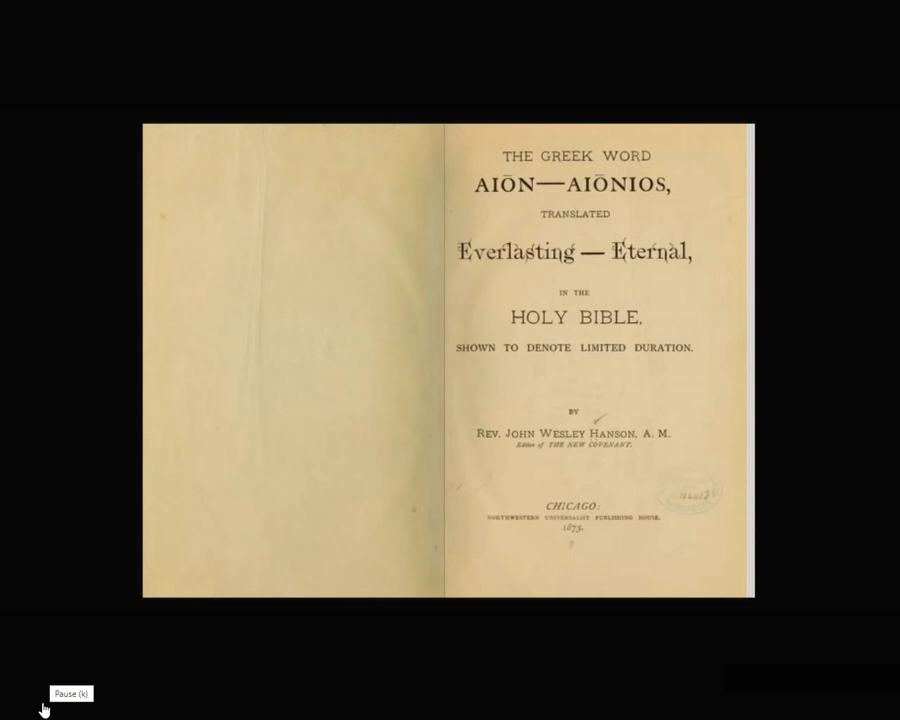 THE GREEK WORD
AIŌN—AIŌNIOS,
TRANSLATED
Everlasting — Eternal,
IN THE
HOLY BIBLE,
SHOWN TO DENOTE LIMITED DURATION.
BY
REV. JOHN WESLEY HANSON, A. M.
Editor of THE NEW COVENANT.
CHICAGO:
NORTHWESTERN UNIVERSALIST PUBLISHING HOUSE.
1875.
Pause (k)